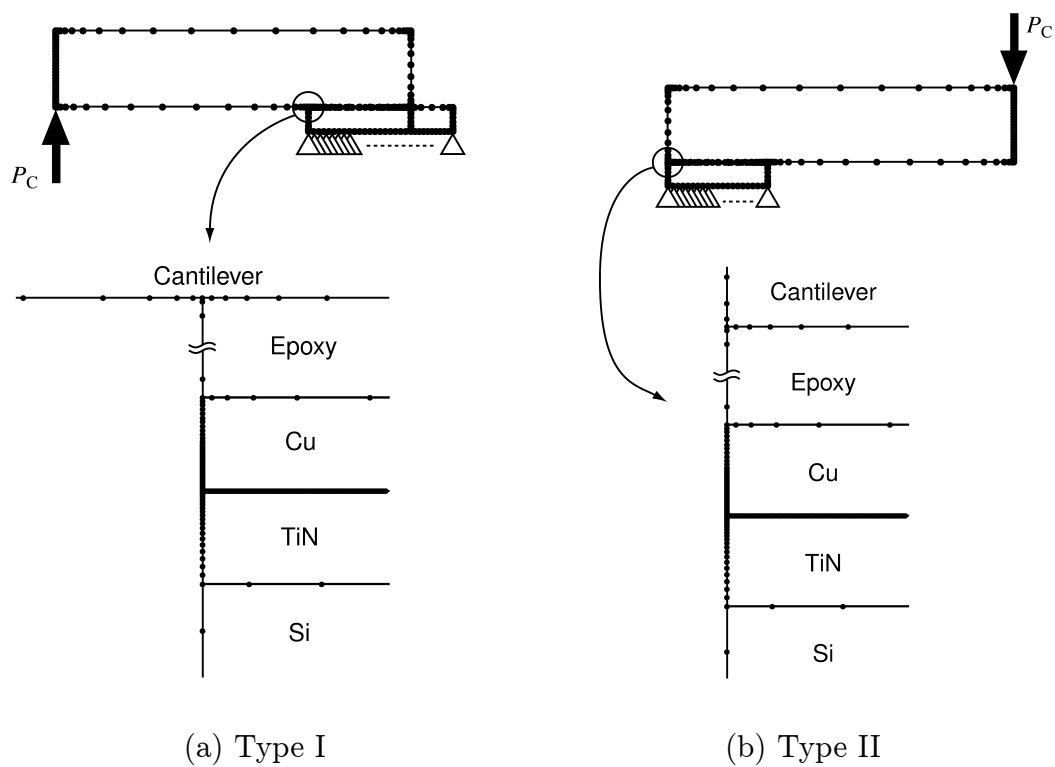 P_C
P_C
Cantilever
Epoxy
Cu
TiN
Si
Cantilever
Epoxy
Cu
TiN
Si
(a) Type I
(b) Type II